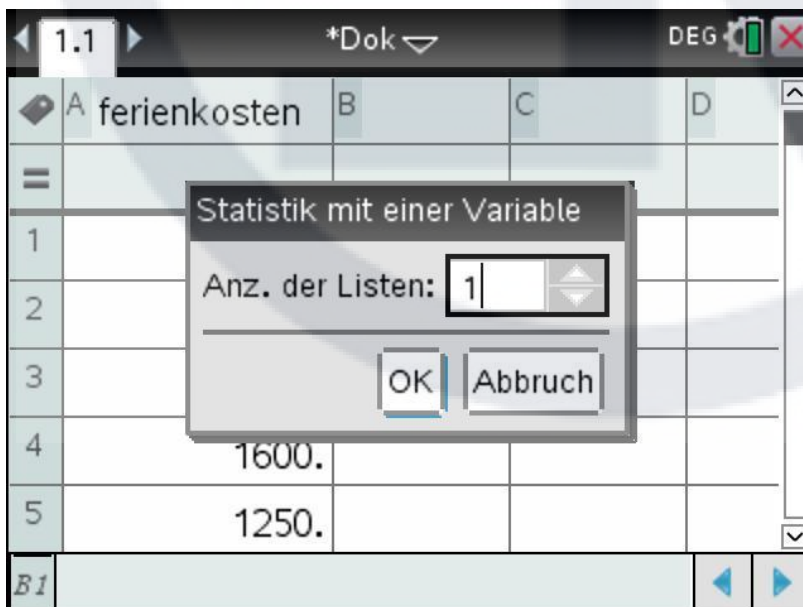 1.1 *Dok DEG
A ferienkosten B C D
=
Statistik mit einer Variable
1
Anz. der Listen: 1
2
3
OK Abbruch
4 1600.
5 1250.
B1